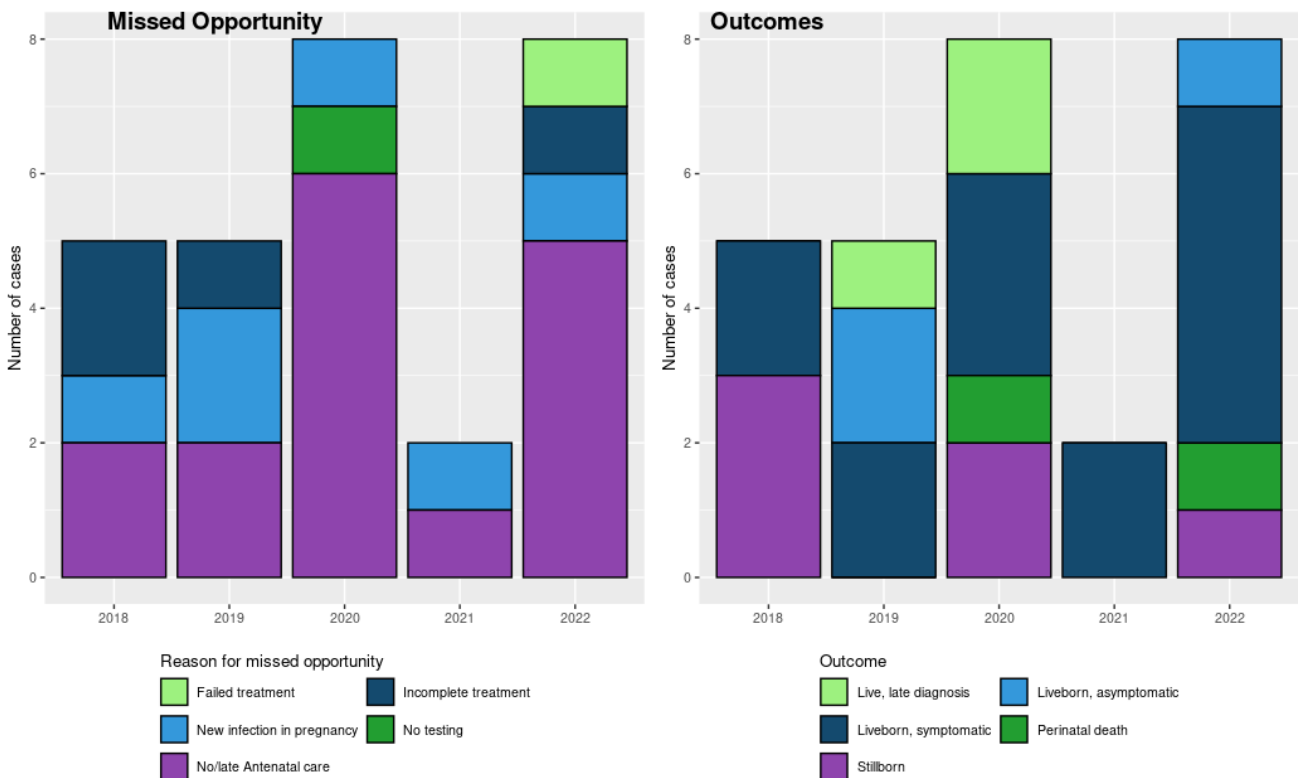 Missed Opportunity
Number of cases
8
6
4
2
0
2018 2019 2020 2021 2022
Reason for missed opportunity
Failed treatment Incomplete treatment
New infection in pregnancy No testing
No/late Antenatal care
Outcomes
Number of cases
8
6
4
2
0
2018 2019 2020 2021 2022
Outcome
Live, late diagnosis Liveborn, asymptomatic
Liveborn, symptomatic Perinatal death
Stillborn